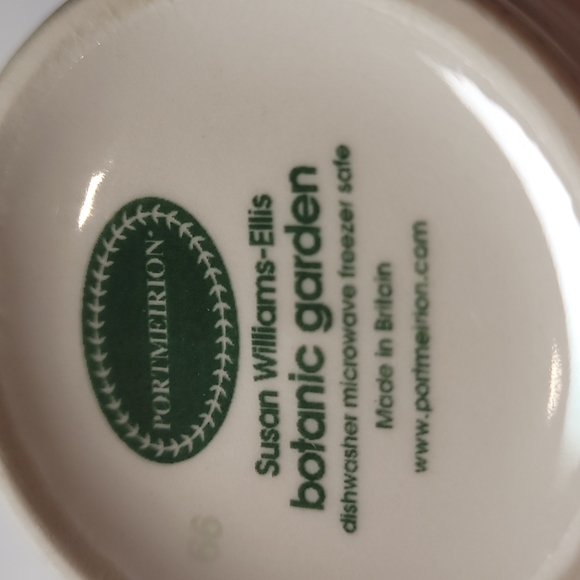 PORTMEIRION
Susan Williams-Ellis
botanic garden
dishwasher microwave freezer safe
Made in Britain
www.portmeirion.com